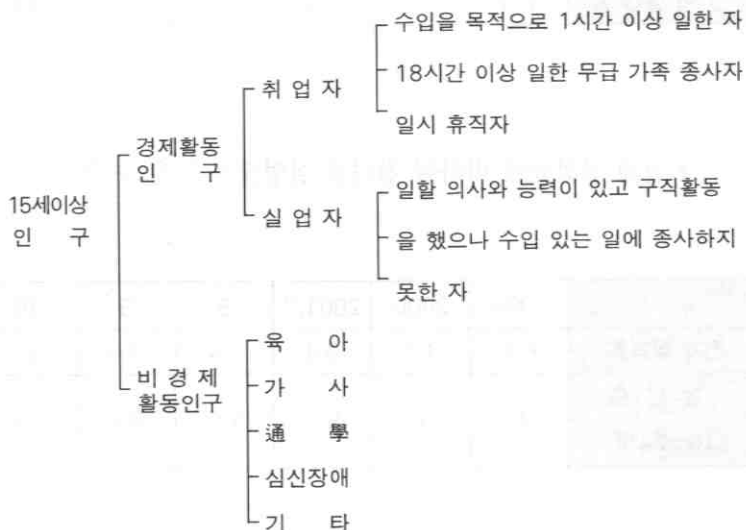 15세이상
인 구
경제활동
인 구
취 업 자
수입을 목적으로 1시간 이상 일한 자
18시간 이상 일한 무급 가족 종사자
일시 휴직자
실 업 자
일할 의사와 능력이 있고 구직활동
을 했으나 수입 있는 일에 종사하지
못한 자
비 경 제
활동인구
육 아
가 사
通 學
심신장애
기 타